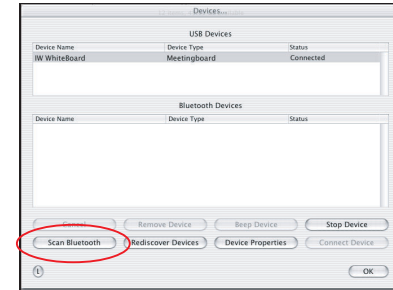 Devices...
USB Devices
Device Name Device Type Status
IW WhiteBoard Meetingboard Connected
Bluetooth Devices
Device Name Device Type Status
Cancel Remove Device Beep Device Stop Device
Scan Bluetooth Rediscover Devices Device Properties Connect Device
i OK